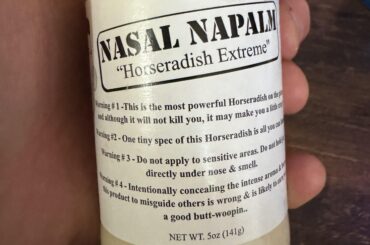 NASAL NAPALM
"Horseradish Extreme"
Warning # 1 -This is the most powerful Horseradish on the
and although it will not kill you, it may make you a little
Warning #2 - One tiny spec of this Horseradish is all you
Warning # 3 - Do not apply to sensitive areas. Do not
directly under nose & smell.
Warning # 4 - Intentionally concealing the intense aroma &
this product to misguide others is wrong & is likely to
a good butt-woopin..
NET WT. 5oz (141g)